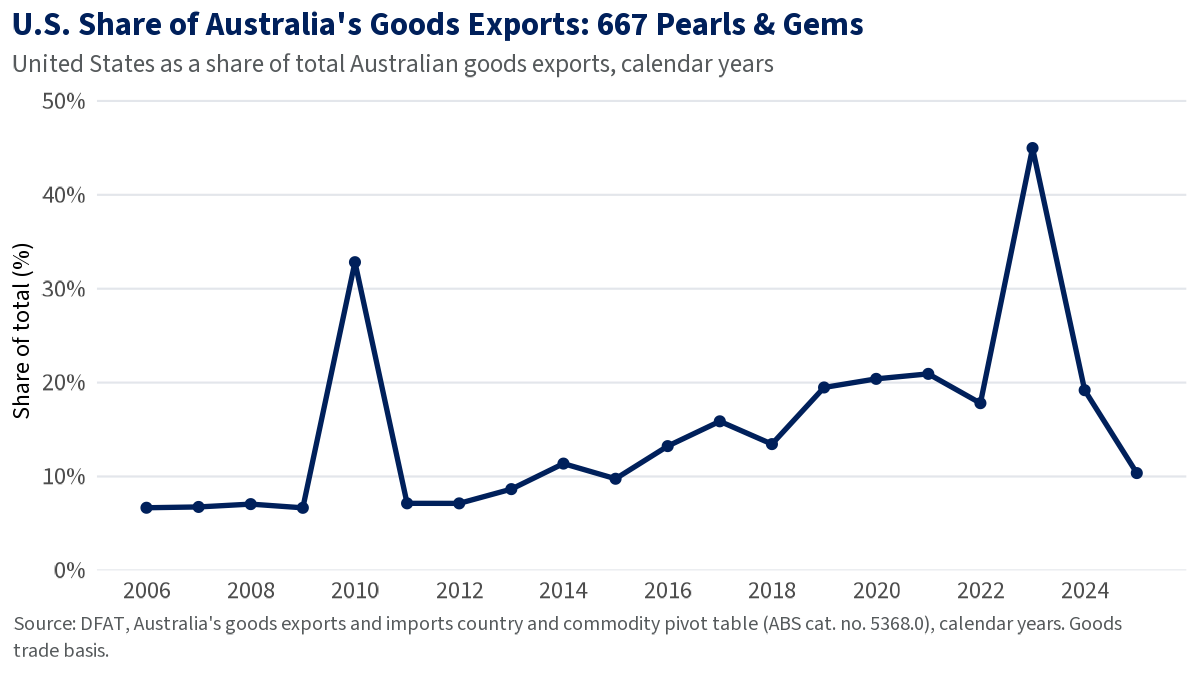 U.S. Share of Australia's Goods Exports: 667 Pearls & Gems
United States as a share of total Australian goods exports, calendar years
50%
40%
30%
20%
10%
0%
Share of total (%)
2006 2008 2010 2012 2014 2016 2018 2020 2022 2024
Source: DFAT, Australia's goods exports and imports country and commodity pivot table (ABS cat. no. 5368.0), calendar years. Goods
trade basis.